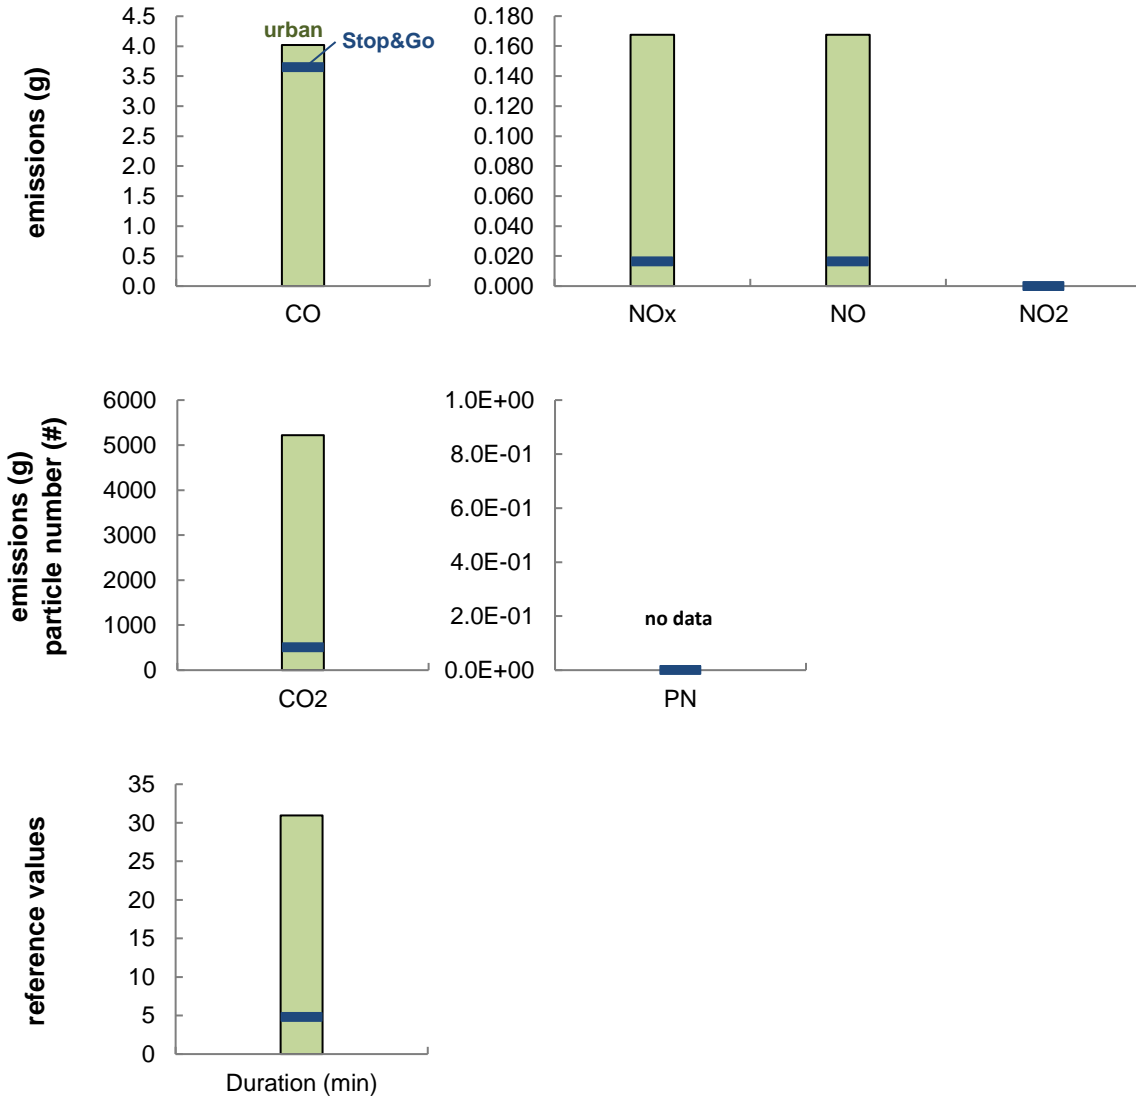 emissions (g)
4.5
4.0
3.5
3.0
2.5
2.0
1.5
1.0
0.5
0.0
urban
Stop&Go
CO
0.180
0.160
0.140
0.120
0.100
0.080
0.060
0.040
0.020
0.000
NOx
NO
NO2
emissions (g)
particle number (#)
6000
5000
4000
3000
2000
1000
0
CO2
1.0E+00
8.0E-01
6.0E-01
4.0E-01
2.0E-01
0.0E+00
no data
PN
reference values
35
30
25
20
15
10
5
0
Duration (min)